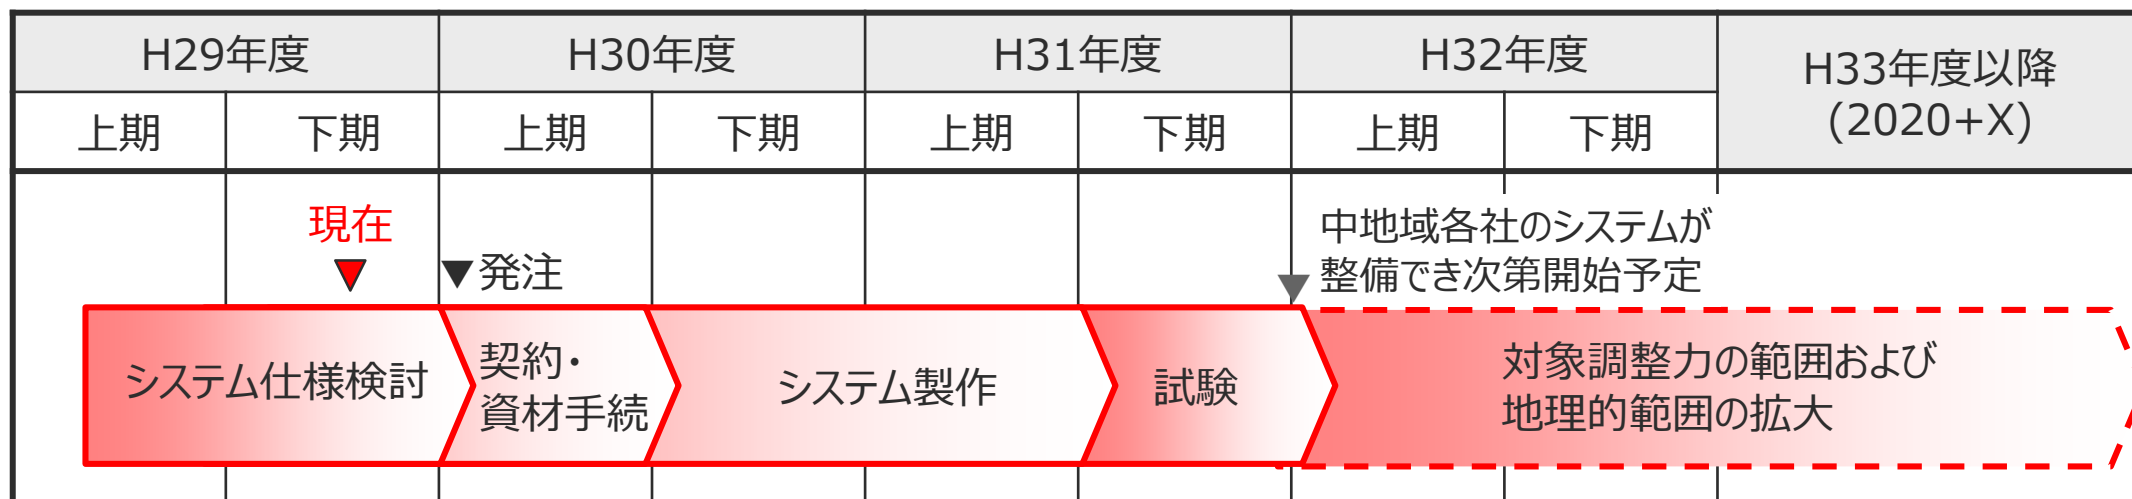 H29年度
H30年度
H31年度
H32年度
H33年度以降
(2020+X)
上期
下期
上期
下期
上期
下期
上期
下期
現在
▼
▼発注
中地域各社のシステムが
整備でき次第開始予定
▼
システム仕様検討
契約・
資材手続
システム製作
試験
対象調整力の範囲および
地理的範囲の拡大